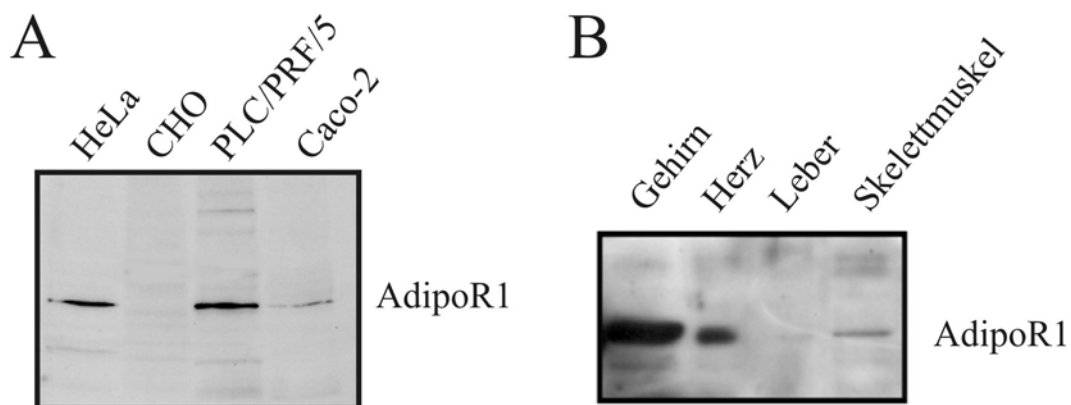 A
HeLa
CHO
PLC/PRF/5
Caco-2
AdipoR1
B
Gehirn
Herz
Leber
Skelettmuskel
AdipoR1